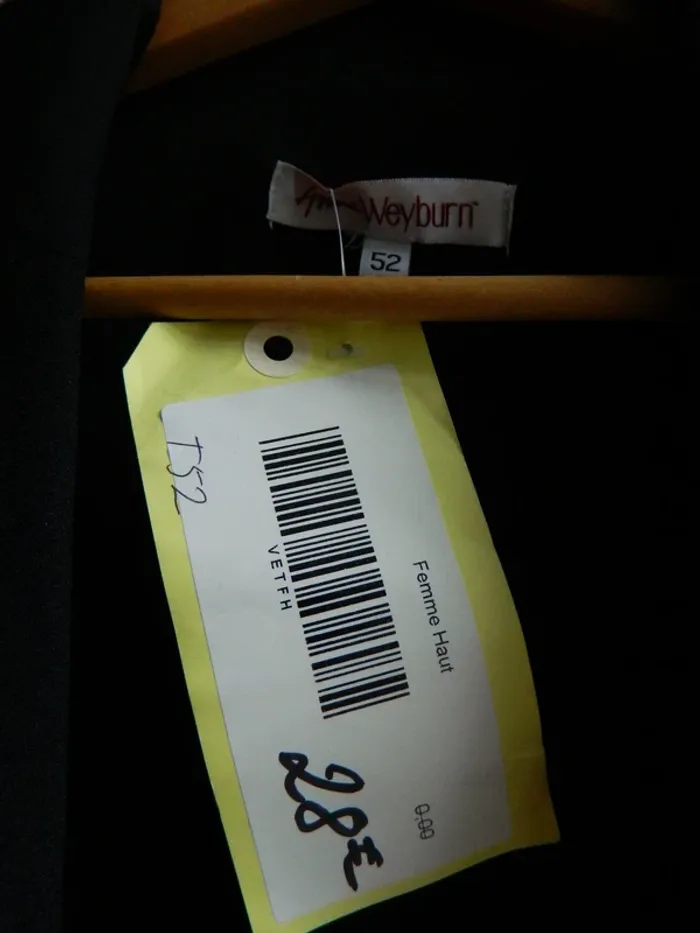 Weyburn
52
T52
VETFH
Femme Haut
28€
0,00